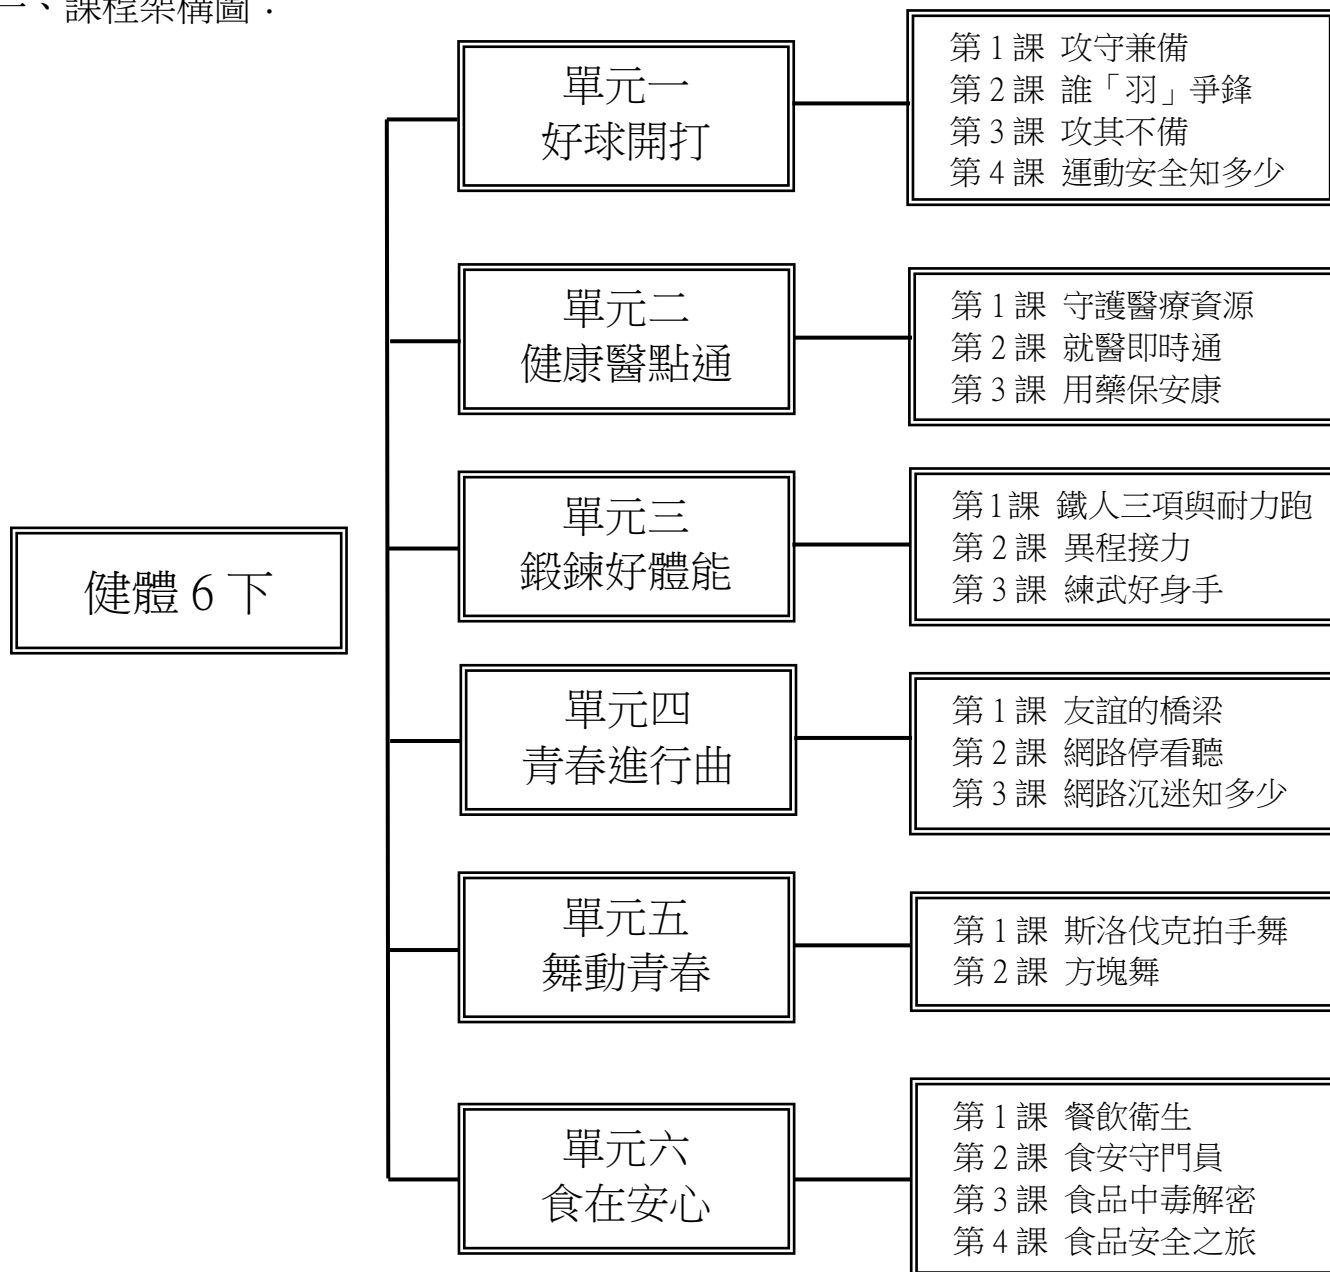 一、課程架構圖：
健體 6 下
單元一
好球開打
第 1 課 攻守兼備
第 2 課 誰「羽」爭鋒
第 3 課 攻其不備
第 4 課 運動安全知多少
單元二
健康醫點通
第 1 課 守護醫療資源
第 2 課 就醫即時通
第 3 課 用藥保安康
單元三
鍛鍊好體能
第 1 課 鐵人三項與耐力跑
第 2 課 異程接力
第 3 課 練武好身手
單元四
青春進行曲
第 1 課 友誼的橋梁
第 2 課 網路停看聽
第 3 課 網路沉迷知多少
單元五
舞動青春
第 1 課 斯洛伐克拍手舞
第 2 課 方塊舞
單元六
食在安心
第 1 課 餐飲衛生
第 2 課 食安守門員
第 3 課 食品中毒解密
第 4 課 食品安全之旅